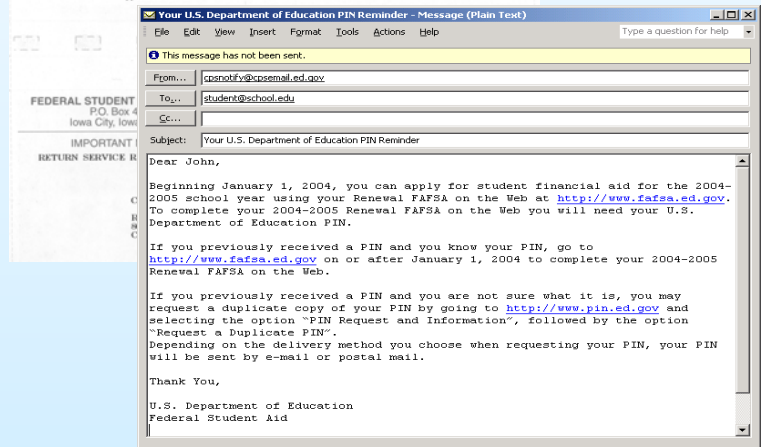 Your U.S. Department of Education PIN Reminder - Message (Plain Text)
File Edit View Insert Format Tools Actions Help Type a question for help
This message has not been sent.
From... cpsnotify@cpsemail.ed.gov
To... student@school.edu
Cc...
Subject: Your U.S. Department of Education PIN Reminder
FEDERAL STUDENT
P.O. Box 4
Iowa City, Iowa
IMPORTANT
RETURN SERVICE R
Dear John,
Beginning January 1, 2004, you can apply for student financial aid for the 2004-
2005 school year using your Renewal FAFSA on the Web at http://www.fafsa.ed.gov.
To complete your 2004-2005 Renewal FAFSA on the Web you will need your U.S.
Department of Education PIN.
If you previously received a PIN and you know your PIN, go to
http://www.fafsa.ed.gov on or after January 1, 2004 to complete your 2004-2005
Renewal FAFSA on the Web.
If you previously received a PIN and you are not sure what it is, you may
request a duplicate copy of your PIN by going to http://www.pin.ed.gov and
selecting the option "PIN Request and Information", followed by the option
"Request a Duplicate PIN".
Depending on the delivery method you choose when requesting your PIN, your PIN
will be sent by e-mail or postal mail.
Thank You,
U.S. Department of Education
Federal Student Aid